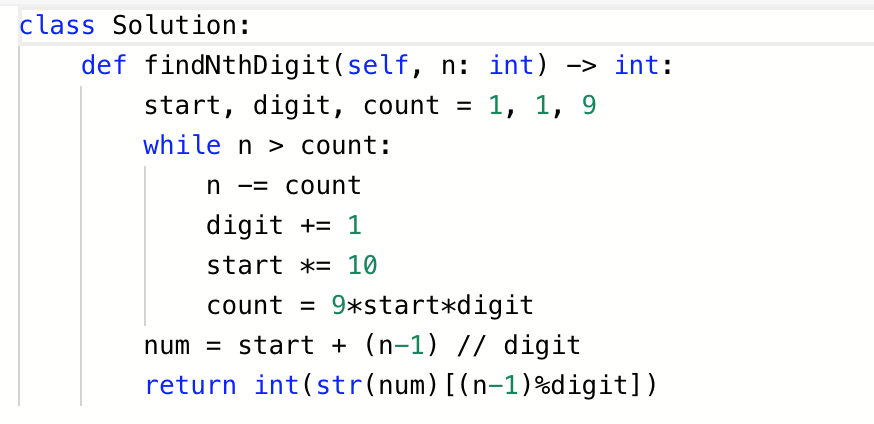 class Solution:
    def findNthDigit(self, n: int) -> int:
        start, digit, count = 1, 1, 9
        while n > count:
            n -= count
            digit += 1
            start *= 10
            count = 9*start*digit
        num = start + (n-1) // digit
        return int(str(num)[(n-1)%digit])